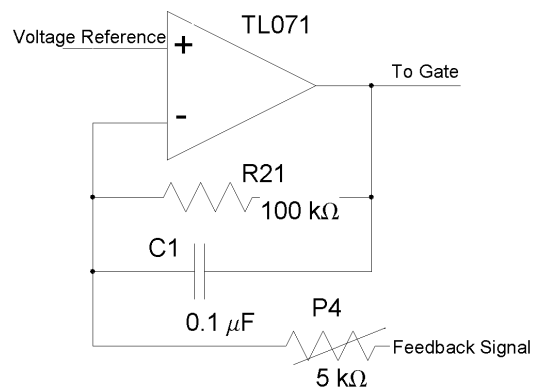 TL071
Voltage Reference
+
To Gate
-
R21
100 kΩ
C1
0.1 μF
P4
Feedback Signal
5 kΩ